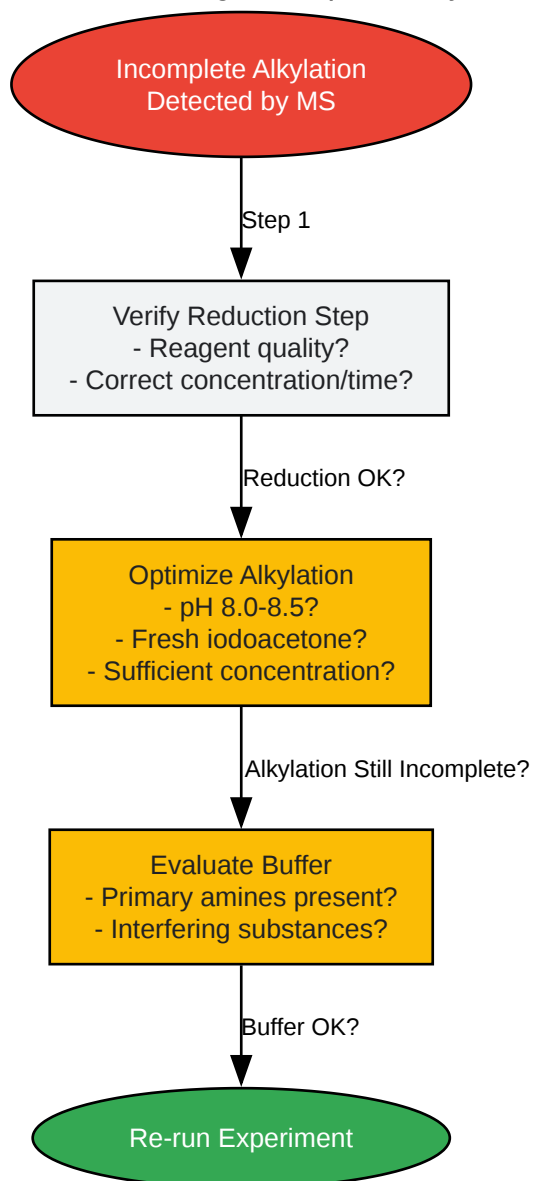 Incomplete Alkylation
Detected by MS
Step 1
Verify Reduction Step
- Reagent quality?
- Correct concentration/time?
Reduction OK?
Optimize Alkylation
- pH 8.0-8.5?
- Fresh iodoacetone?
- Sufficient concentration?
Alkylation Still Incomplete?
Evaluate Buffer
- Primary amines present?
- Interfering substances?
Buffer OK?
Re-run Experiment